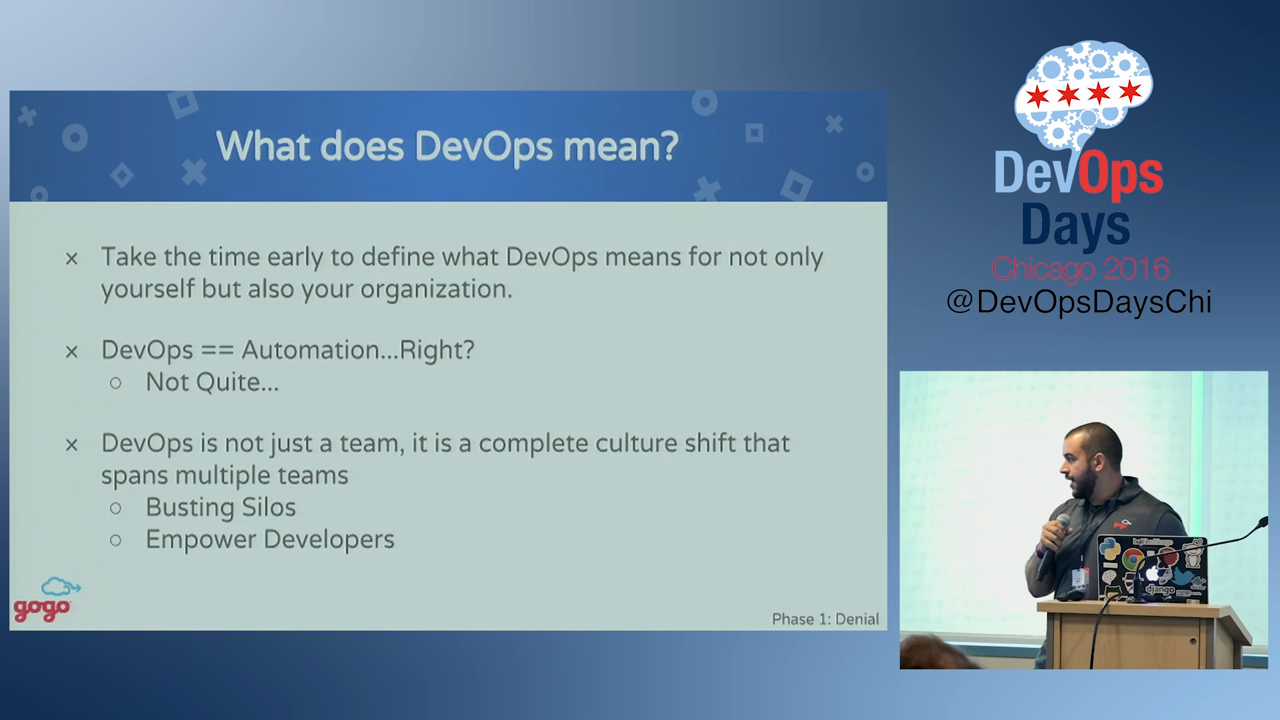 What does DevOps mean?
× Take the time early to define what DevOps means for not only
yourself but also your organization.
× DevOps == Automation...Right?
○ Not Quite...
× DevOps is not just a team, it is a complete culture shift that
spans multiple teams
○ Busting Silos
○ Empower Developers
gogo
Phase 1: Denial
DevOps
Days
Chicago 2016
@DevOpsDaysChi
django